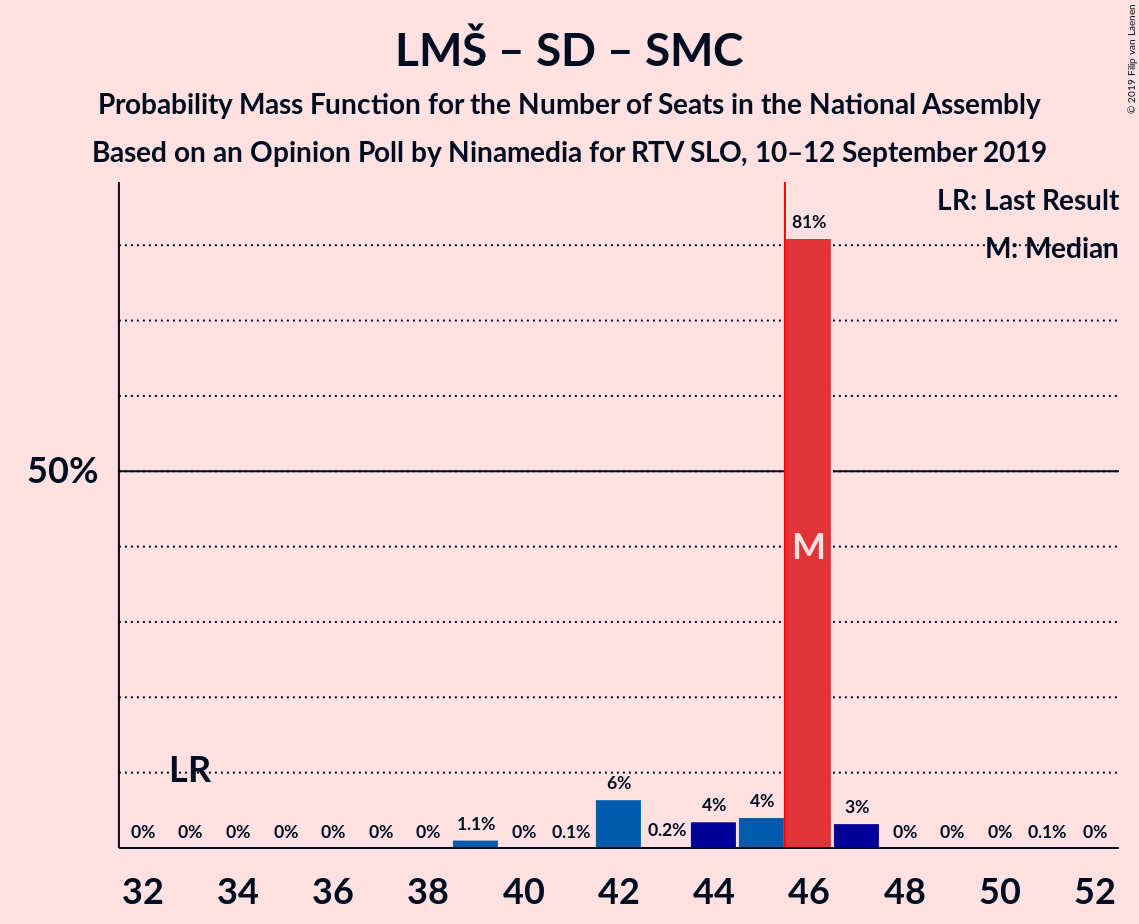 LMŠ – SD – SMC
Probability Mass Function for the Number of Seats in the National Assembly
Based on an Opinion Poll by Ninamedia for RTV SLO, 10–12 September 2019
© 2019 Filip van Laenen
LR: Last Result
M: Median
81%
50%
M
LR
0% 0% 0% 0% 0% 0% 0% 1.1% 0% 0.1% 6% 0.2% 4% 4% 3% 0% 0% 0% 0.1% 0%
32 34 36 38 40 42 44 46 48 50 52